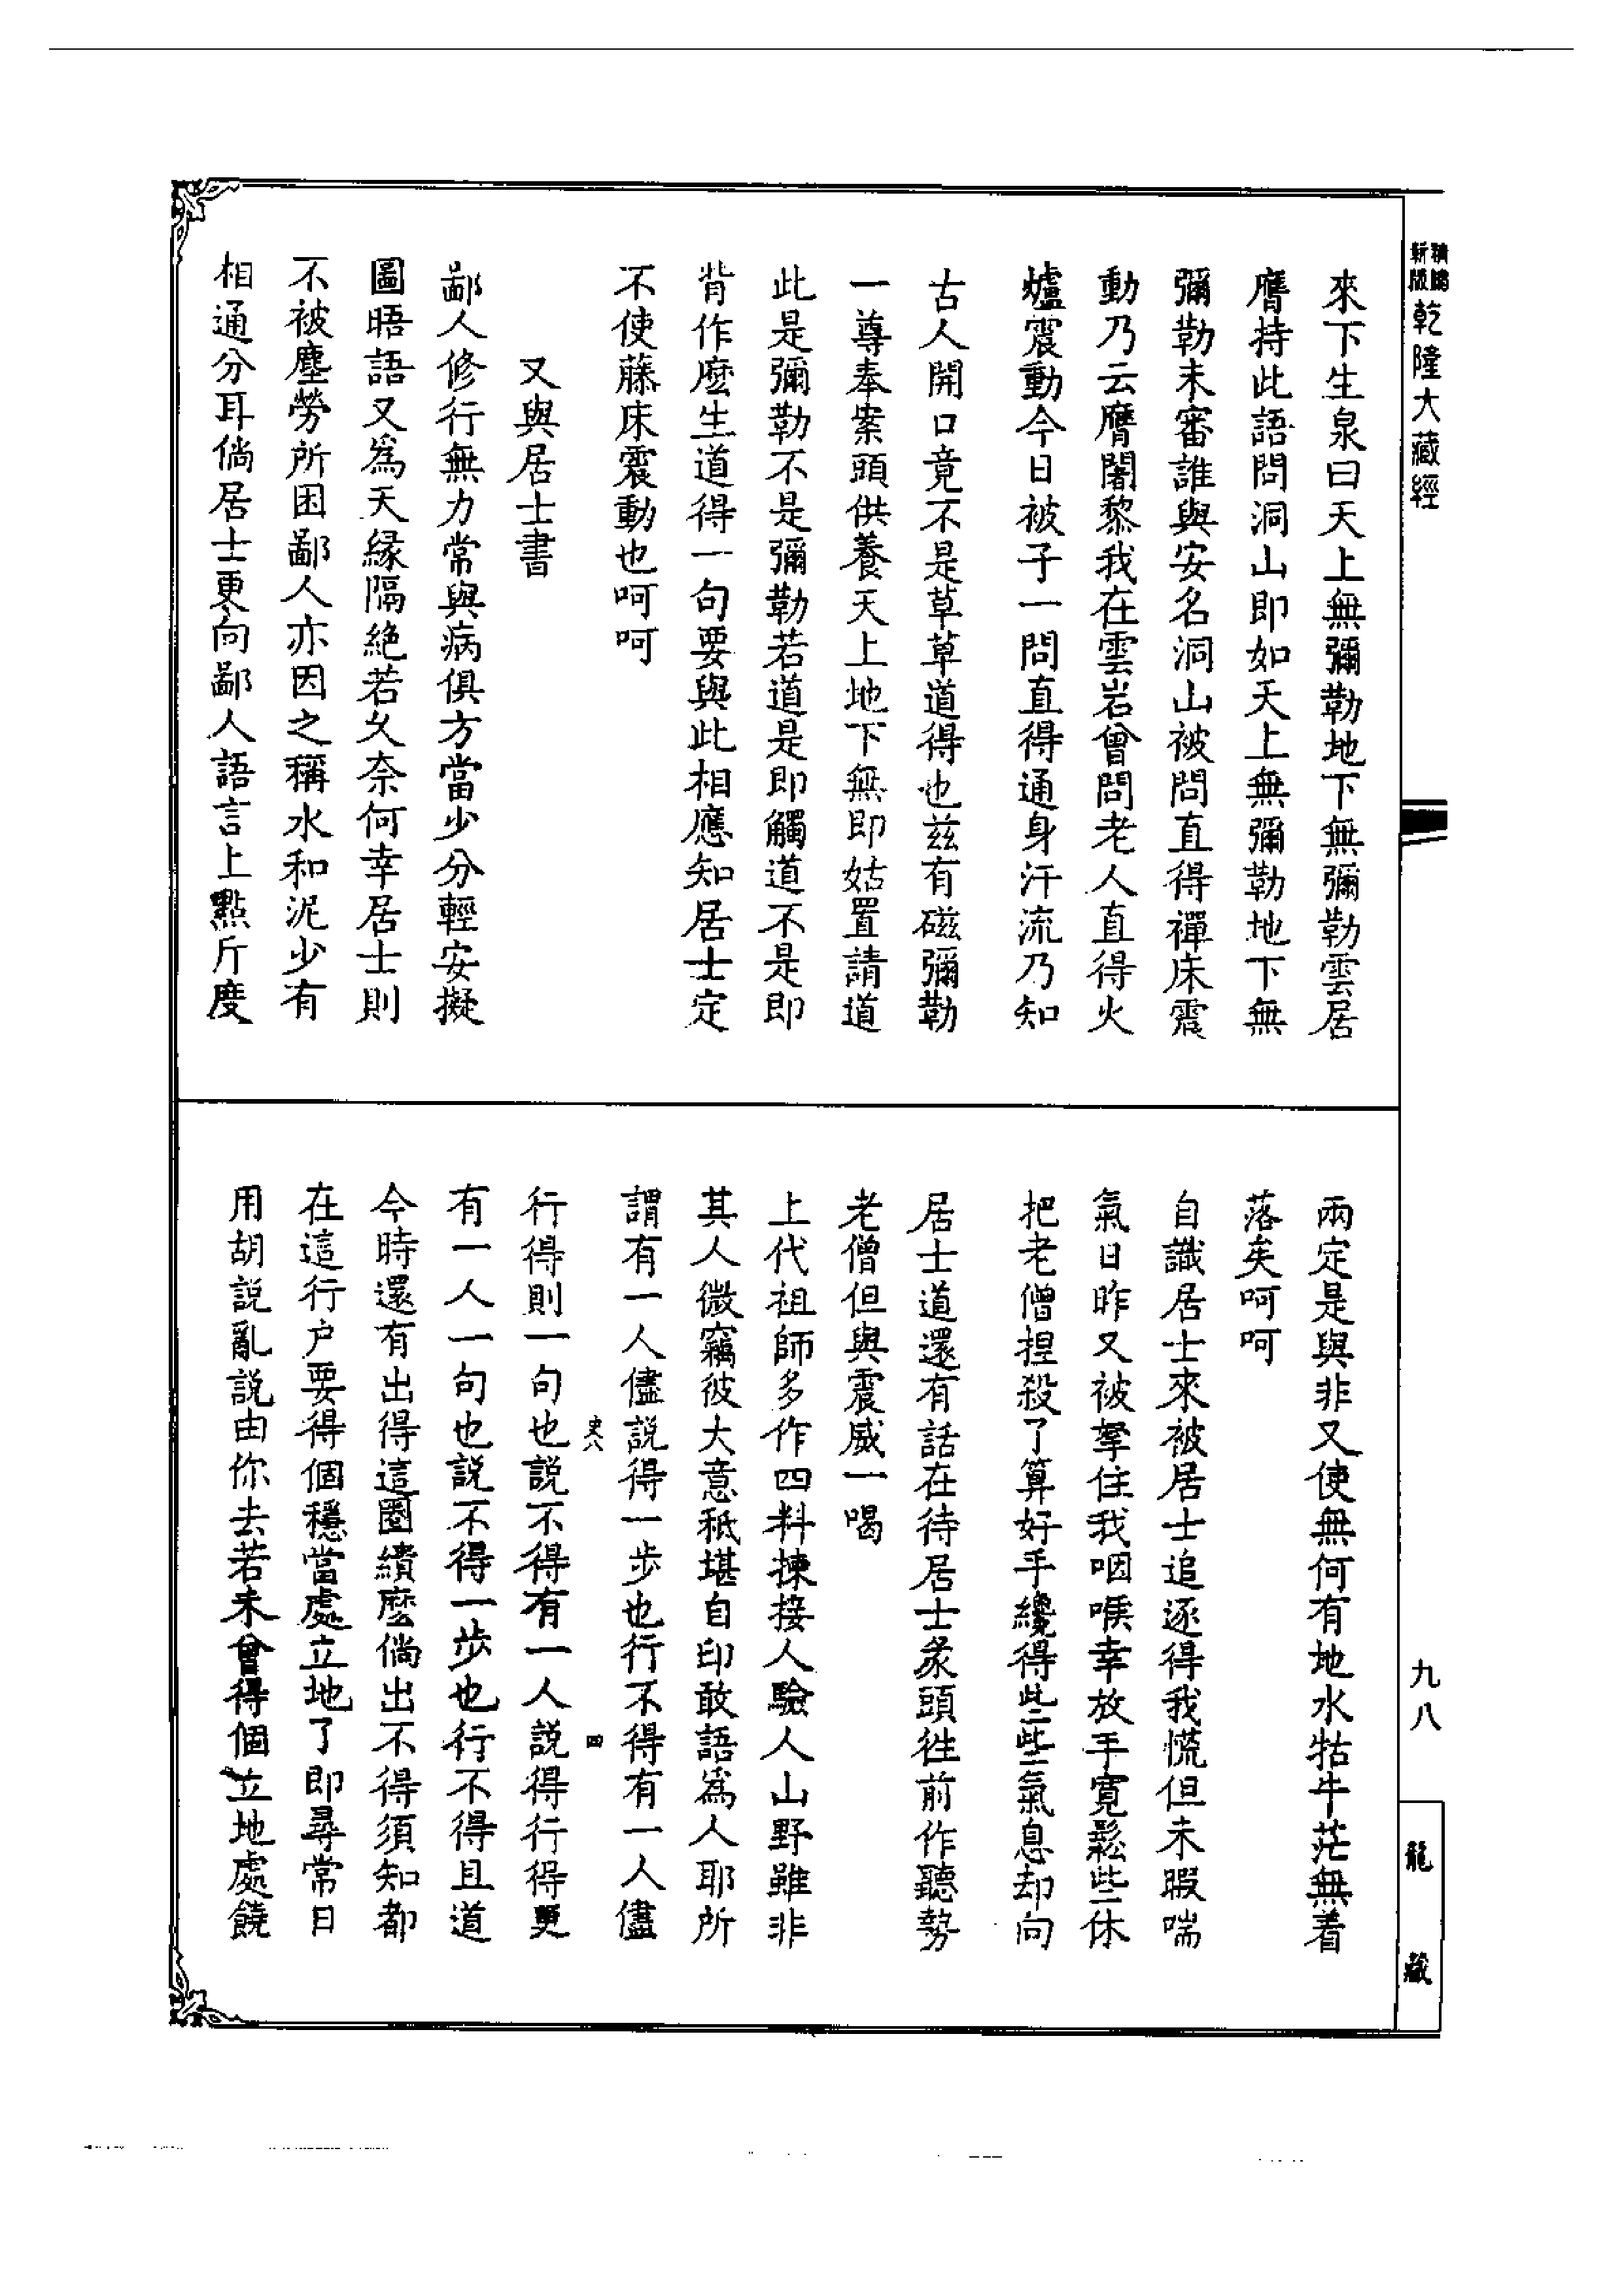 新版
乾隆大藏經
來下生泉曰天上無彌勒地下無彌勒雲居
膺持此語問洞山即如天上無彌勒地下無
彌勒未審誰與安名洞山被問直得禪床震
動乃云膺闍黎我在雲岩曾問老人直得火
爐震動今日被子一問直得通身汗流乃知
古人開口竟不是草草道得也茲有磁彌勒
一尊奉案頭供養天上地下無即姑置請道
此是彌勒不是彌勒若道是即觸道不是即
背作麽生道得一句要與此相應知居士定
不使藤床震動也呵呵
又與居士書
鄙人修行無力常與病俱方當少分輕安擬
圖晤語又爲天緣隔絶若久奈何幸居士則
不被塵勞所困鄙人亦因之稱水和泥少有
相通分耳倘居士更向鄙人語言上點斤度
兩定是與非又使無何有地水牯牛茫無着
落矣呵呵
自識居士來被居士追逐得我慌但未暇喘
氣日昨又被拏住我咽喉幸放手寛鬆些休
把老僧捏殺了算好手纔得些些氣息却向
居士道還有話在待居士彖頭徃前作聽勢
老僧但與震威一喝
上代祖師多作四料揀接人驗人山野雖非
其人微竊彼大意秖堪自印敢語爲人耶所
謂有一人儘説得一步也行不得有一人儘
行得則一句也説不得有一人説得行得更
有一人一句也説不得一步也行不得且道
今時還有出得這圈繢麽倘出不得須知都
在這行户要得個穩當處立地了即尋常日
用胡説亂説由你去若未曾得個立地處饒
史八
四
九八
龍藏